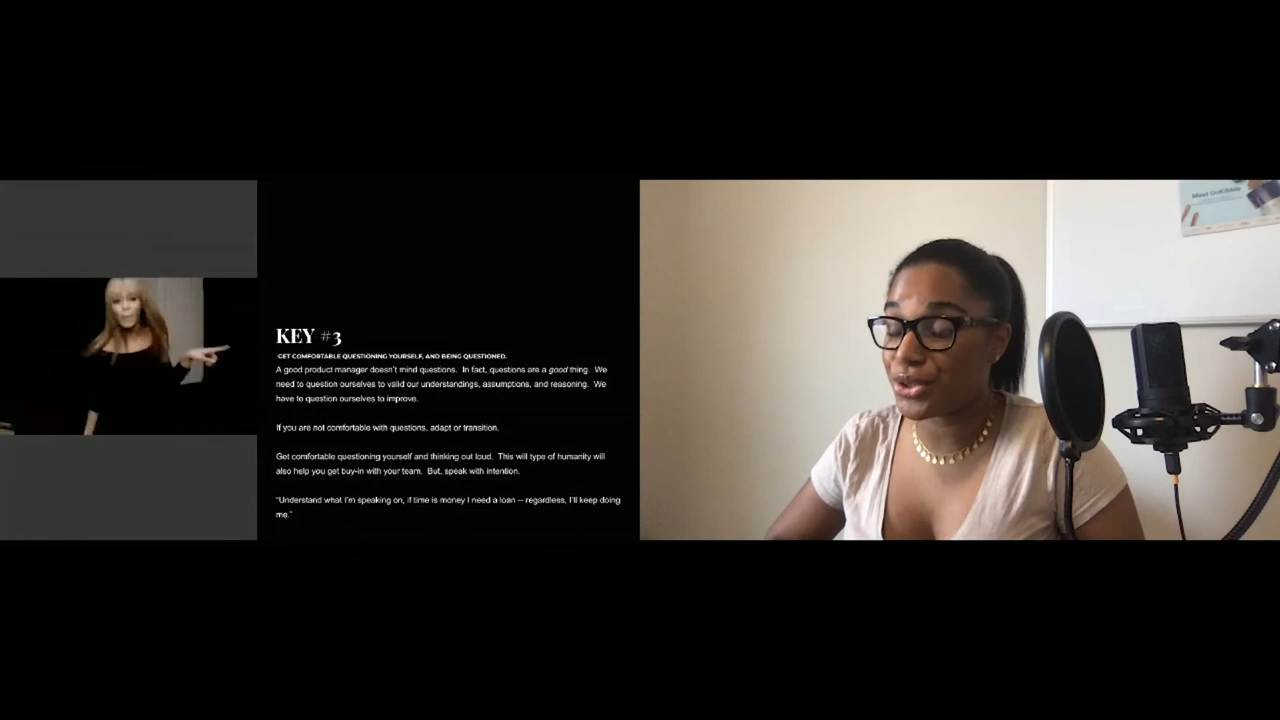 KEY #3
GET COMFORTABLE QUESTIONING YOURSELF, AND BEING QUESTIONED.
A good product manager doesn't mind questions. In fact, questions are a good thing. We
need to question ourselves to valid our understandings, assumptions, and reasoning. We
have to question ourselves to improve.
If you are not comfortable with questions, adapt or transition.
Get comfortable questioning yourself and thinking out loud. This will type of humanity will
also help you get buy-in with your team. But, speak with intention.
"Understand what I'm speaking on, if time is money I need a loan -- regardless, I'll keep doing
me."
Meet UnKibble